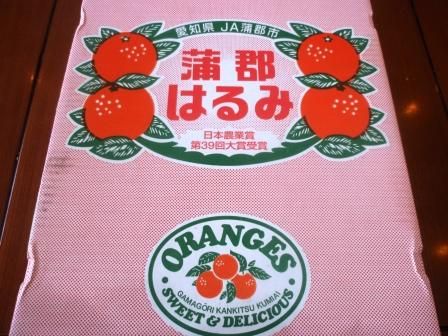 愛知県 JA蒲郡市
蒲郡
はるみ
日本農業賞
第39回大賞受賞
ORANGES
GAMAGŌRI KANKITSU KUMIAI
SWEET & DELICIOUS